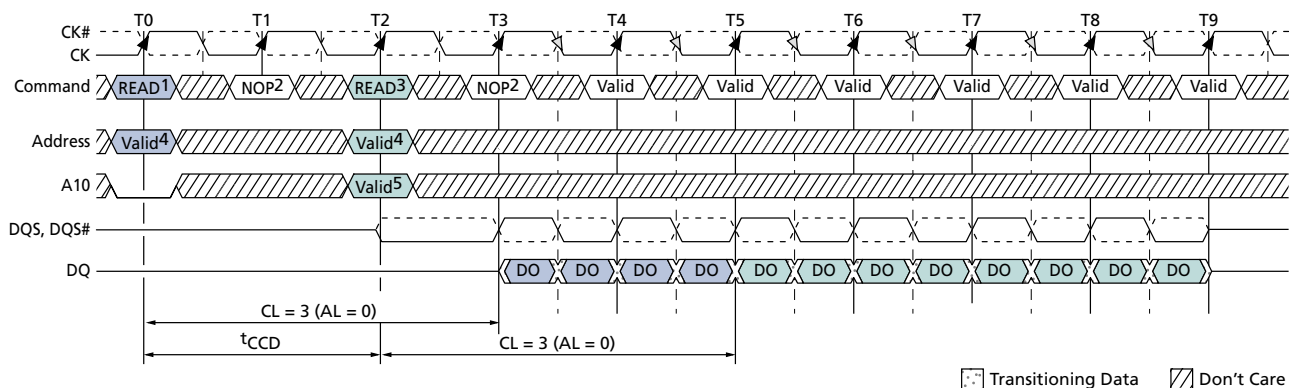 T0 T1 T2 T3 T4 T5 T6 T7 T8 T9
CK#
CK
Command READ1 NOP2 READ3 NOP2 Valid Valid Valid Valid Valid Valid
Address Valid4 Valid4
A10 Valid5
DQS, DQS#
DQ DO DO DO DO DO DO DO DO DO DO DO DO
CL = 3 (AL = 0)
tCCD CL = 3 (AL = 0)
Transitioning Data Don't Care